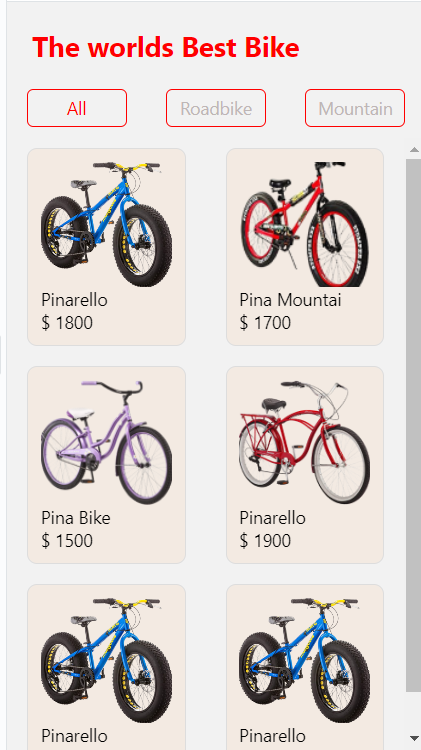 The worlds Best Bike
All Roadbike Mountain
Pinarello Pina Mountai
$ 1800 $ 1700
Pina Bike Pinarello
$ 1500 $ 1900
Pinarello Pinarello